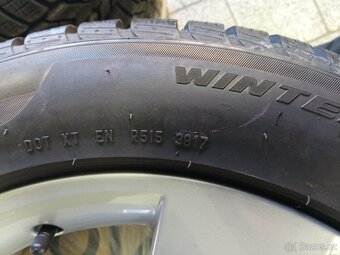 WINTE
DOT XT EN R515 3817